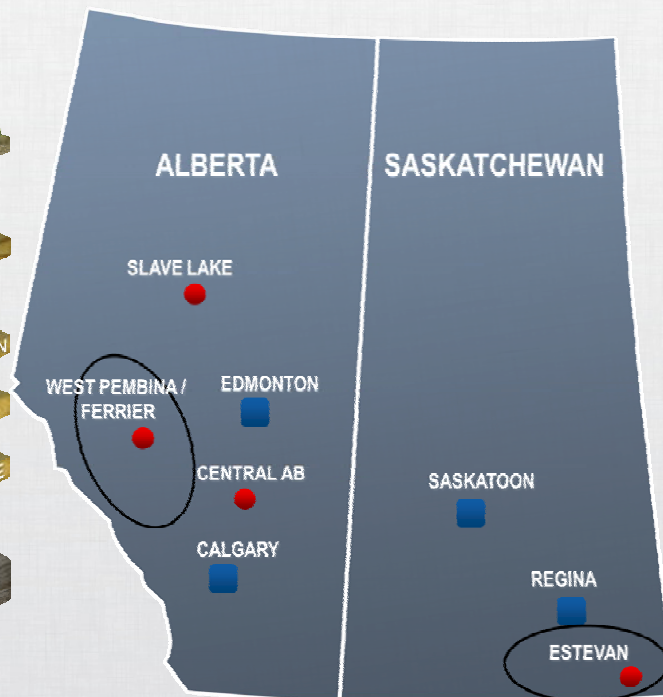 ALBERTA
SASKATCHEWAN
SLAVE LAKE
WEST PEMBINA /
FERRIER
EDMONTON
CENTRAL AB
SASKATOON
CALGARY
REGINA
ESTEVAN